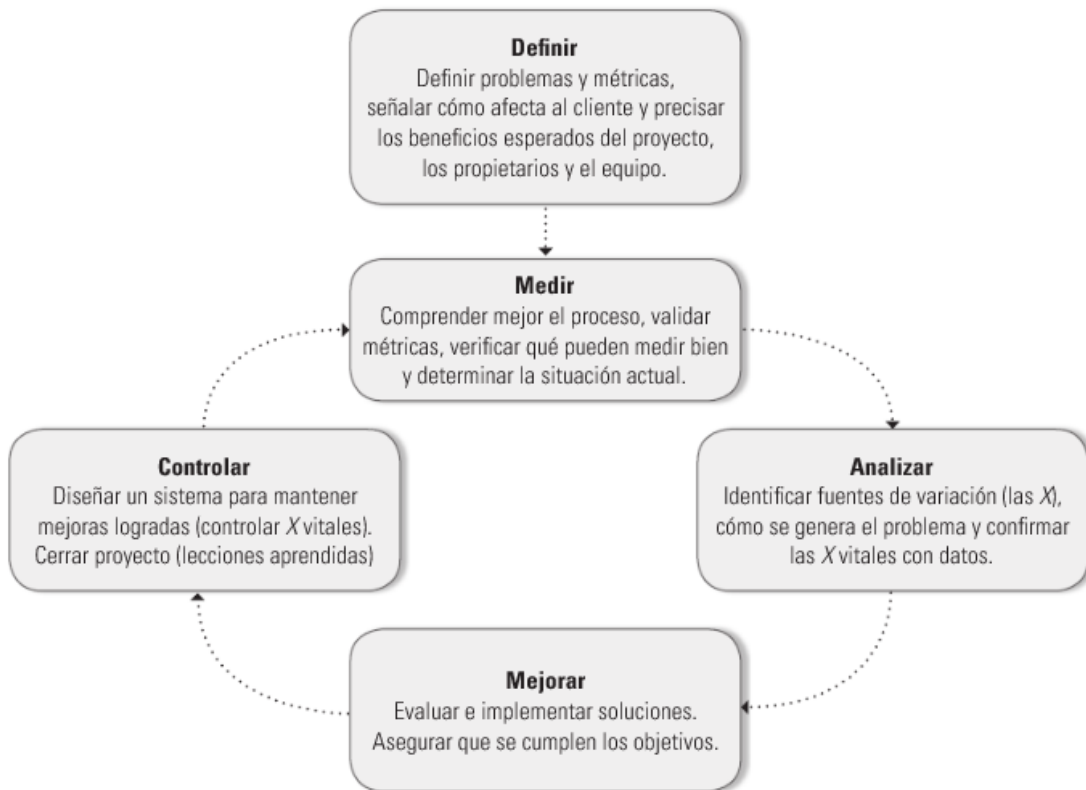 Definir
Definir problemas y métricas,
señalar cómo afecta al cliente y precisar
los beneficios esperados del proyecto,
los propietarios y el equipo.
Medir
Comprender mejor el proceso, validar
métricas, verificar qué pueden medir bien
y determinar la situación actual.
Controlar
Diseñar un sistema para mantener
mejoras logradas (controlar X vitales).
Cerrar proyecto (lecciones aprendidas)
Analizar
Identificar fuentes de variación (las X),
cómo se genera el problema y confirmar
las X vitales con datos.
Mejorar
Evaluar e implementar soluciones.
Asegurar que se cumplen los objetivos.